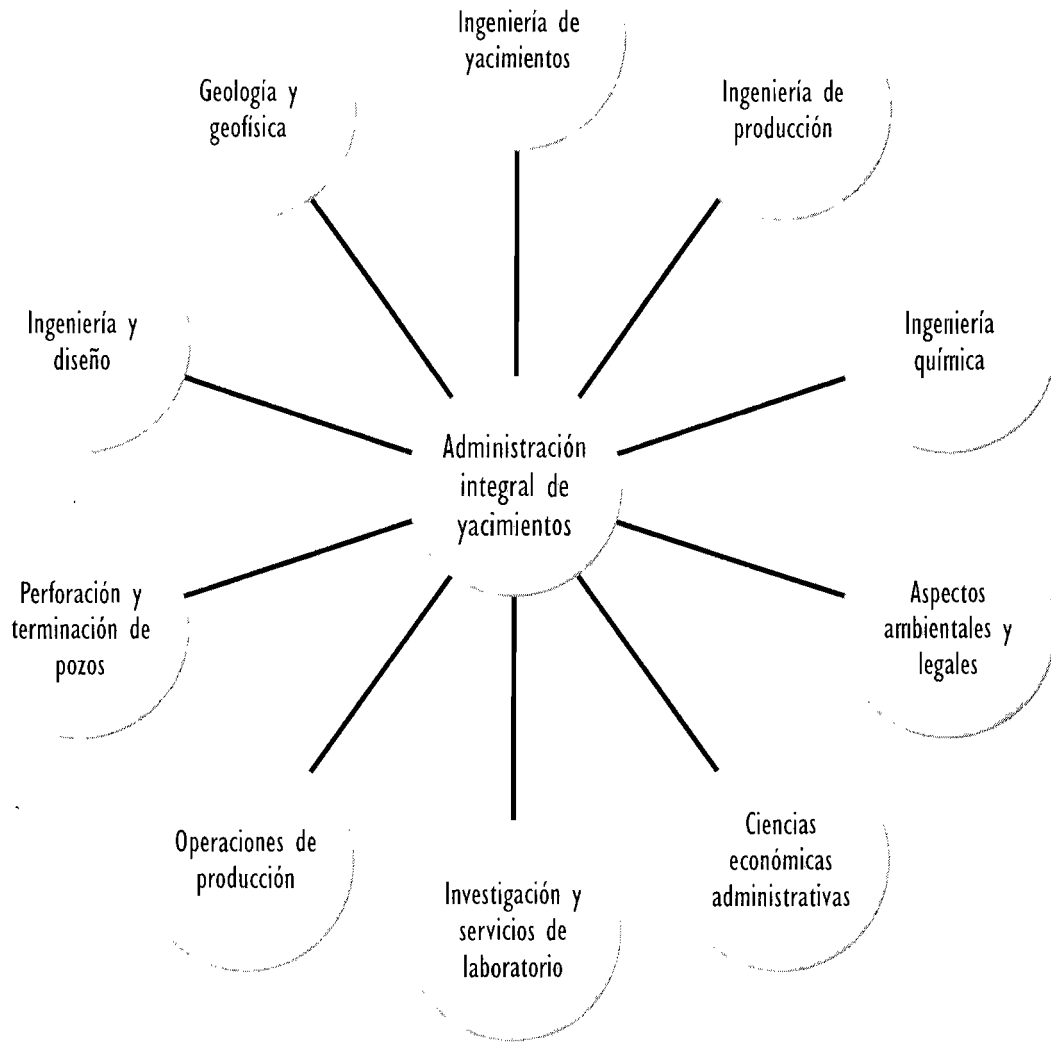 Ingeniería de
yacimientos
Geología y
geofísica
Ingeniería de
producción
Ingeniería y
diseño
Ingeniería
química
Administración
integral de
yacimientos
Perforación y
terminación de
pozos
Aspectos
ambientales y
legales
Operaciones de
producción
Investigación y
servicios de
laboratorio
Ciencias
económicas
administrativas